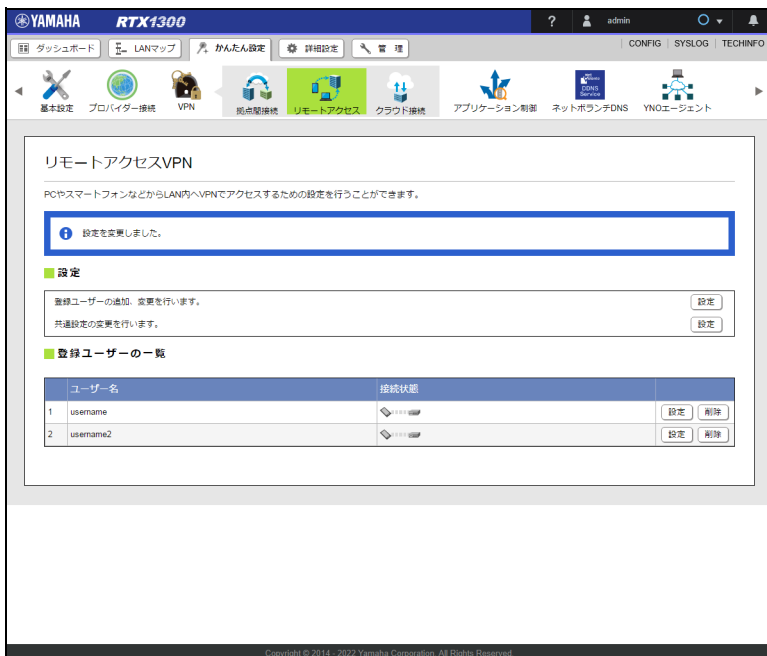 YAMAHA RTX1300 ? admin
ダッシュボード LANマップ かんたん設定 詳細設定 管 理 CONFIG SYSLOG TECHINFO
基本設定 プロバイダー接続 VPN 拠点間接続 リモートアクセス クラウド接続 アプリケーション制御 Net Volante DDNS Service ネットボランチDNS YNOエージェント
リモートアクセスVPN
PCやスマートフォンなどからLAN内へVPNでアクセスするための設定を行うことができます。
設定を変更しました。
設定
登録ユーザーの追加、変更を行います。 設定
共通設定の変更を行います。 設定
登録ユーザーの一覧
ユーザー名 接続状態
1 username 設定 削除
2 username2 設定 削除
Copyright © 2014 - 2022 Yamaha Corporation. All Rights Reserved.